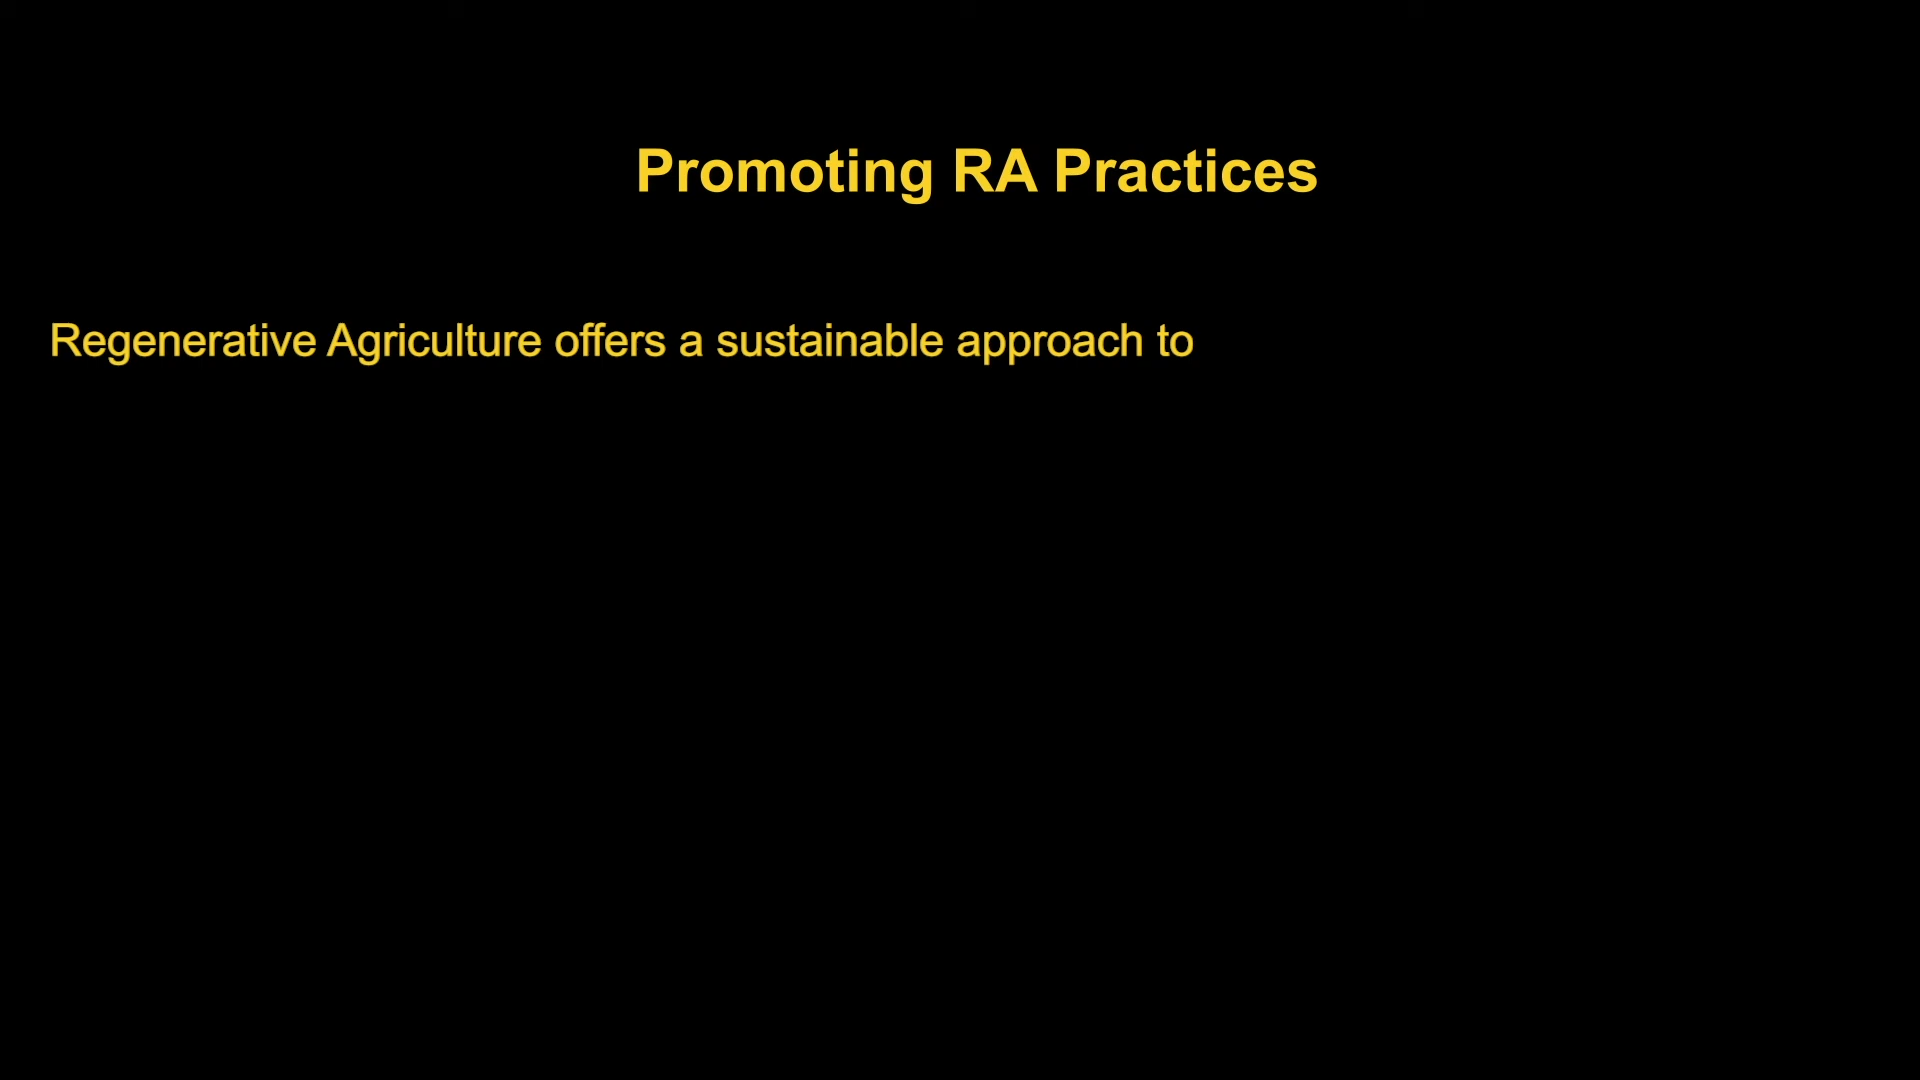 Promoting RA Practices
Regenerative Agriculture offers a sustainable approach to